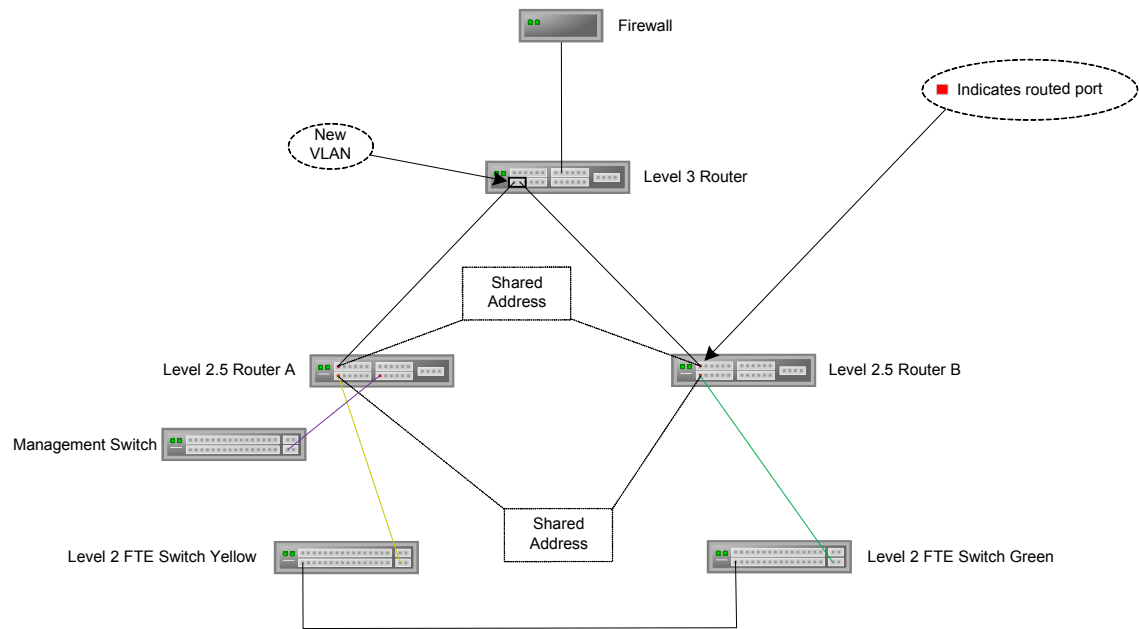 Firewall
Indicates routed port
New
VLAN
Level 3 Router
Shared
Address
Level 2.5 Router A
Level 2.5 Router B
Management Switch
Shared
Address
Level 2 FTE Switch Yellow
Level 2 FTE Switch Green